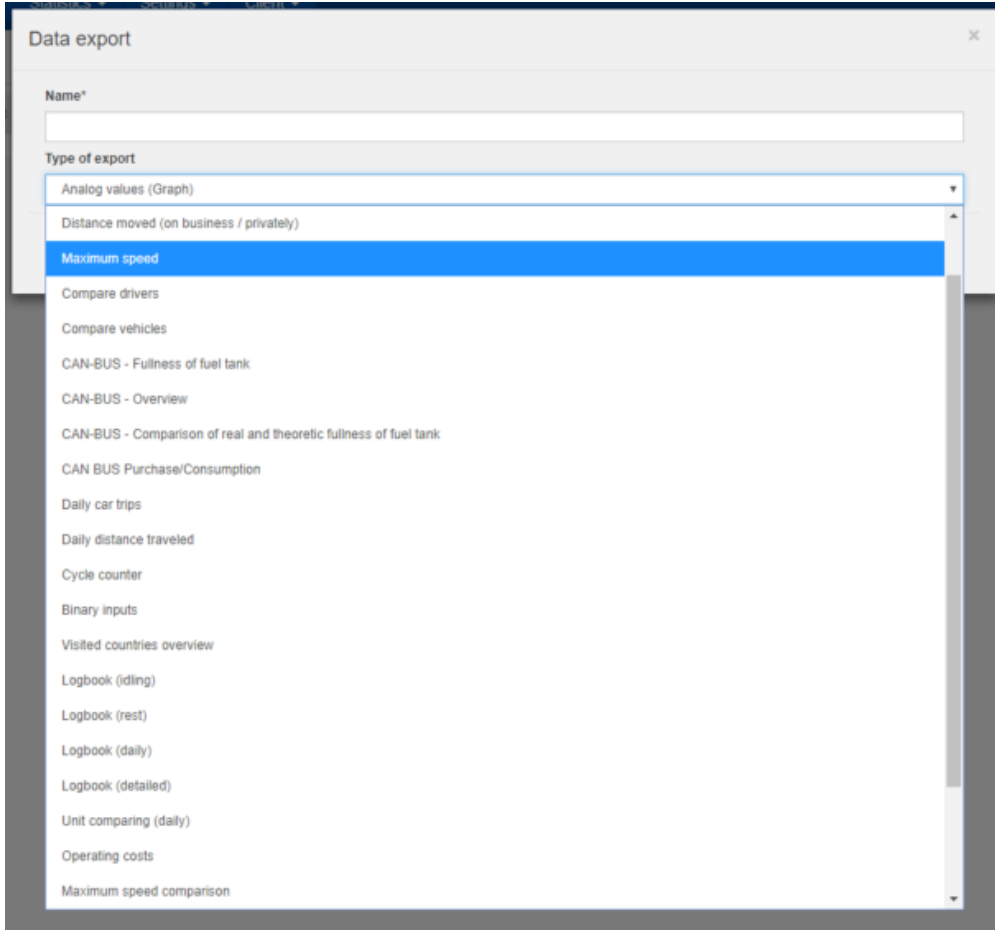 Statistics Settings Client
Data export
Name*
Type of export
Analog values (Graph)
Distance moved (on business / privately)
Maximum speed
Compare drivers
Compare vehicles
CAN-BUS - Fullness of fuel tank
CAN-BUS - Overview
CAN-BUS - Comparison of real and theoretic fullness of fuel tank
CAN BUS Purchase/Consumption
Daily car trips
Daily distance traveled
Cycle counter
Binary inputs
Visited countries overview
Logbook (idling)
Logbook (rest)
Logbook (daily)
Logbook (detailed)
Unit comparing (daily)
Operating costs
Maximum speed comparison